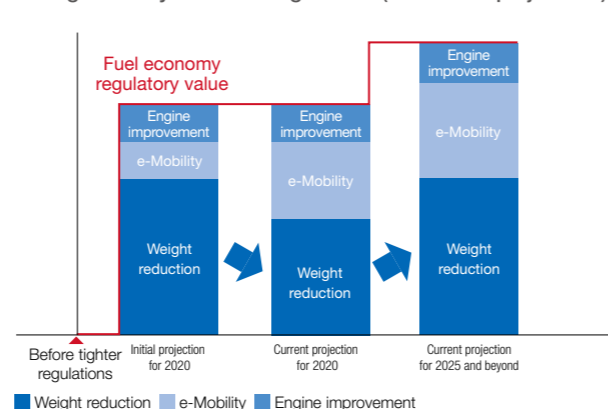 Fuel economy
regulatory value
Engine
improvement
e-Mobility
Weight
reduction
Engine
improvement
e-Mobility
Weight
reduction
Engine
improvement
e-Mobility
Weight
reduction
Before tighter
regulations
Initial projection
for 2020
Current projection
for 2020
Current projection
for 2025 and beyond
Weight reduction e-Mobility Engine improvement